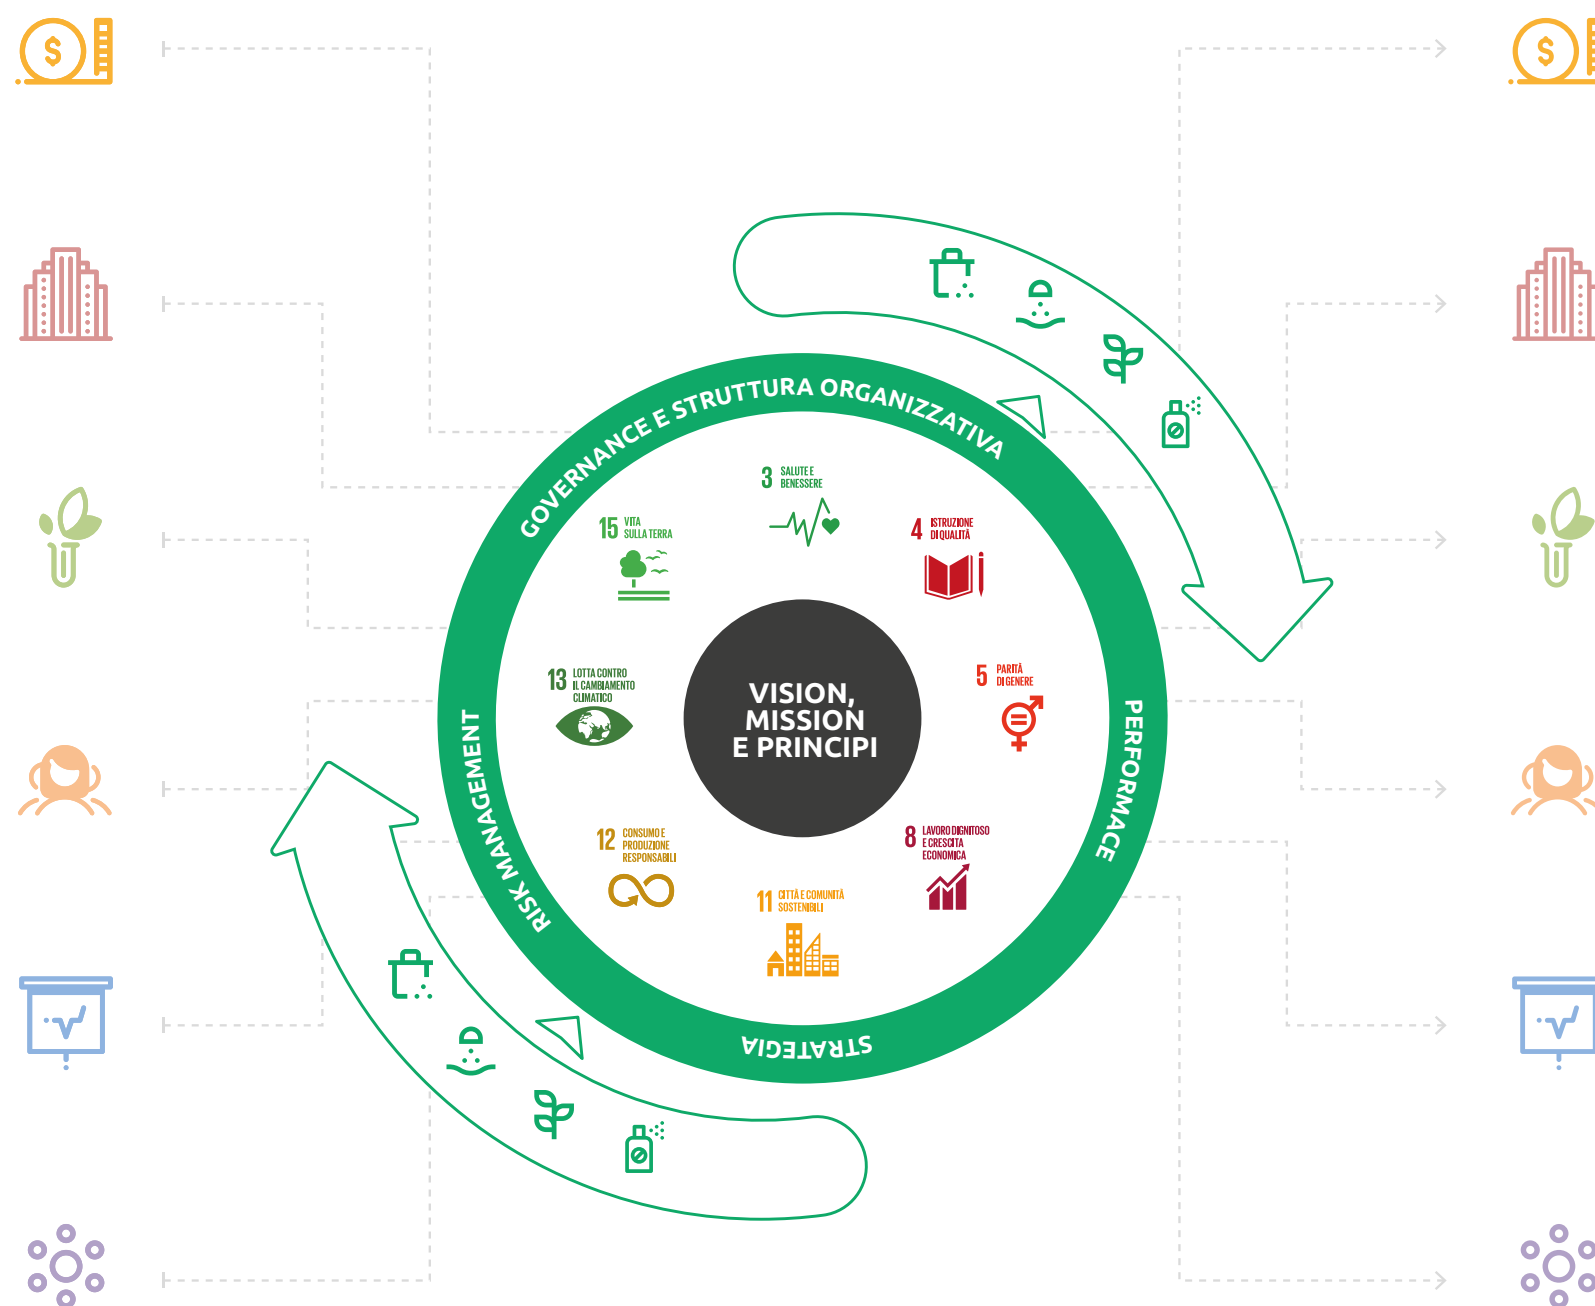 GOVERNANCE E STRUTTURA ORGANIZZATIVA
3 SALUTE E
BENESSERE
15 VITA
SULLA TERRA
4 ISTRUZIONE
DI QUALITÀ
13 LOTTA CONTRO
IL CAMBIAMENTO
CLIMATICO
5 PARITÀ
DI GENERE
VISION,
MISSION
E PRINCIPI
RISK MANAGEMENT
PERFORMACE
12 CONSUMO E
PRODUZIONE
RESPONSABILI
8 LAVORO DIGNITOSO
E CRESCITA
ECONOMICA
11 CITTÀ E COMUNITÀ
SOSTENIBILI
STRATEGIA
$
$